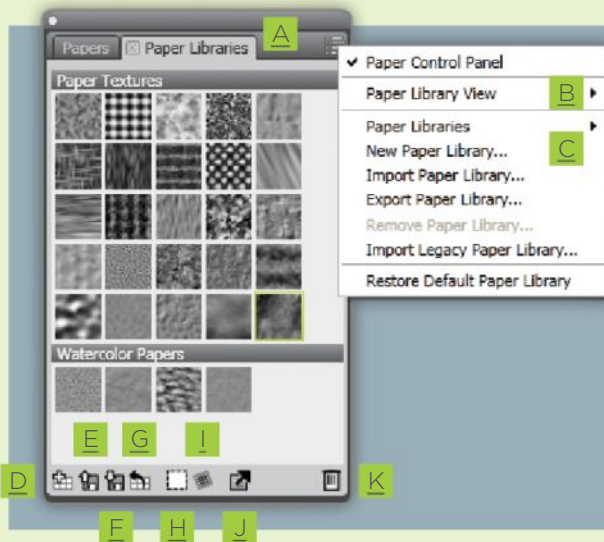 A
Papers Paper Libraries
Paper Control Panel
Paper Textures
Paper Library View B
Paper Libraries
C
New Paper Library...
Import Paper Library...
Export Paper Library...
Remove Paper Library...
Import Legacy Paper Library...
Restore Default Paper Library
Watercolor Papers
E G I
D K
F H J